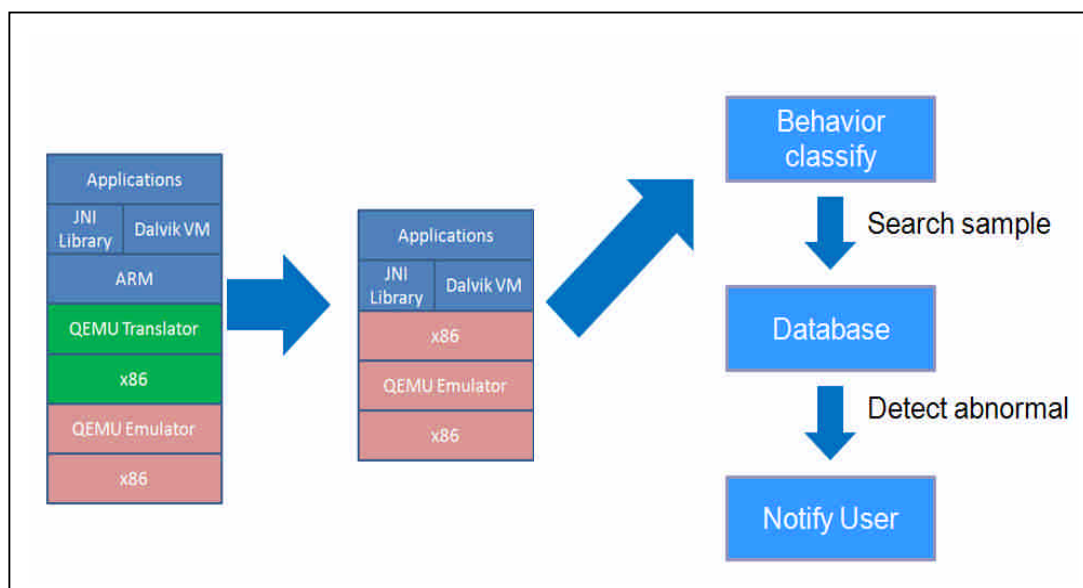 Applications
JNI
Library
Dalvik VM
ARM
QEMU Translator
x86
QEMU Emulator
x86
Applications
JNI
Library
Dalvik VM
x86
QEMU Emulator
x86
Behavior
classify
Search sample
Database
Detect abnormal
Notify User